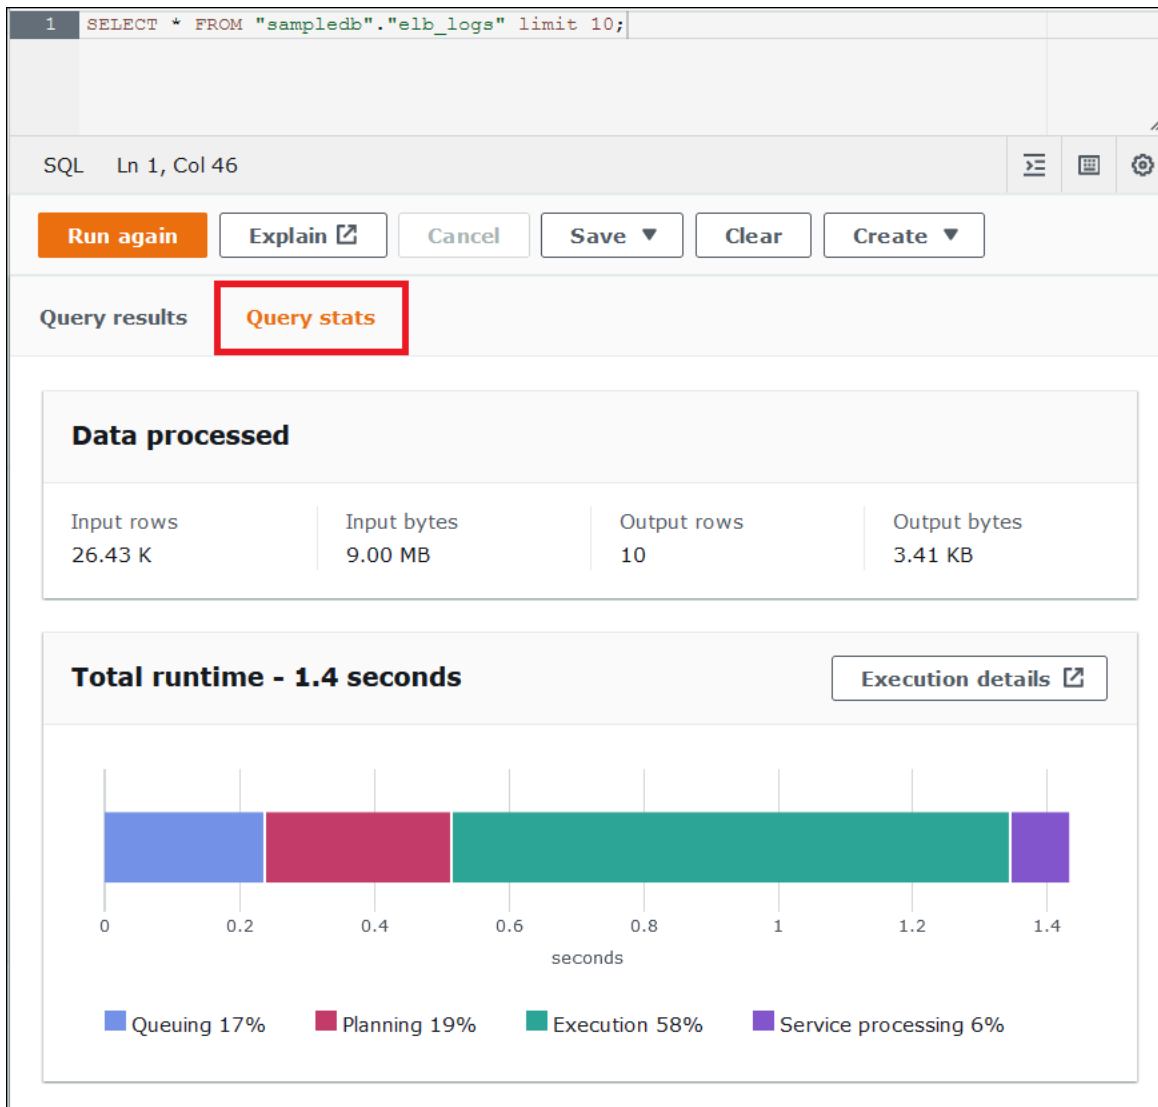 1 SELECT * FROM "sampledb"."elb_logs" limit 10;
SQL Ln 1, Col 46
Run again Explain Cancel Save Clear Create
Query results Query stats
Data processed
Input rows Input bytes Output rows Output bytes
26.43 K 9.00 MB 10 3.41 KB
Total runtime - 1.4 seconds Execution details
0 0.2 0.4 0.6 0.8 1 1.2 1.4
seconds
Queuing 17% Planning 19% Execution 58% Service processing 6%